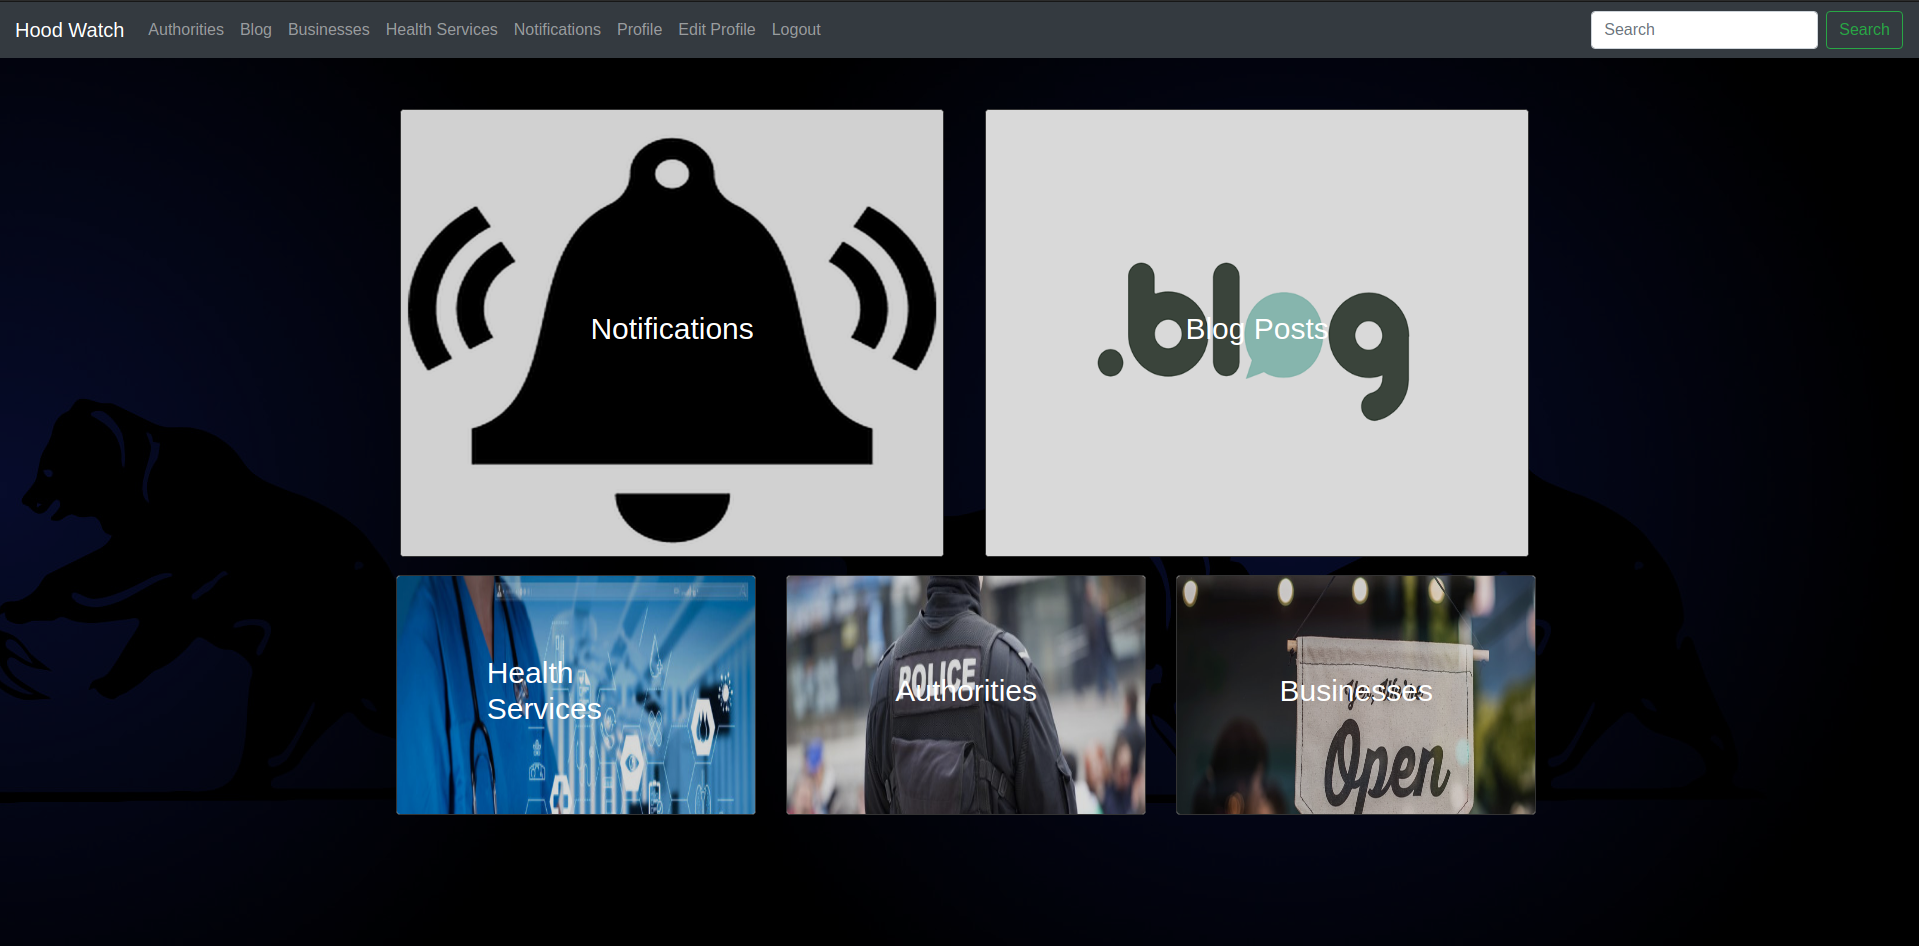 Hood Watch Authorities Blog Businesses Health Services Notifications Profile Edit Profile Logout Search Search
Notifications
.blog
Blog Posts
Health
Services
POLICE
Authorities
Businesses
Open